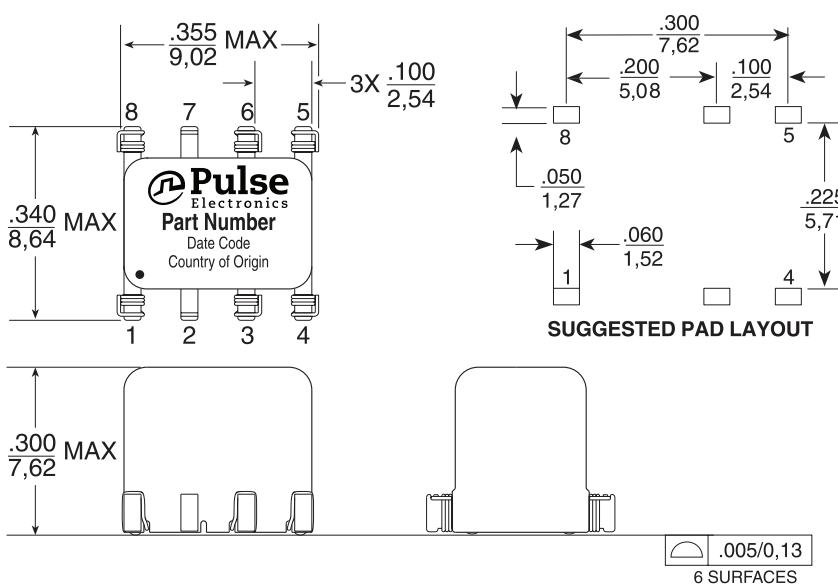 .355 MAX
9,02
3X .100
2,54
8 7 6 5
.340 MAX
8,64
Pulse
Electronics
Part Number
Date Code
Country of Origin
1 2 3 4
.300
7,62
.200
5,08
.100
2,54
8 5
.050
1,27
.225
5,71
.060
1,52
1 4
SUGGESTED PAD LAYOUT
.300 MAX
7,62
.005/0,13
6 SURFACES